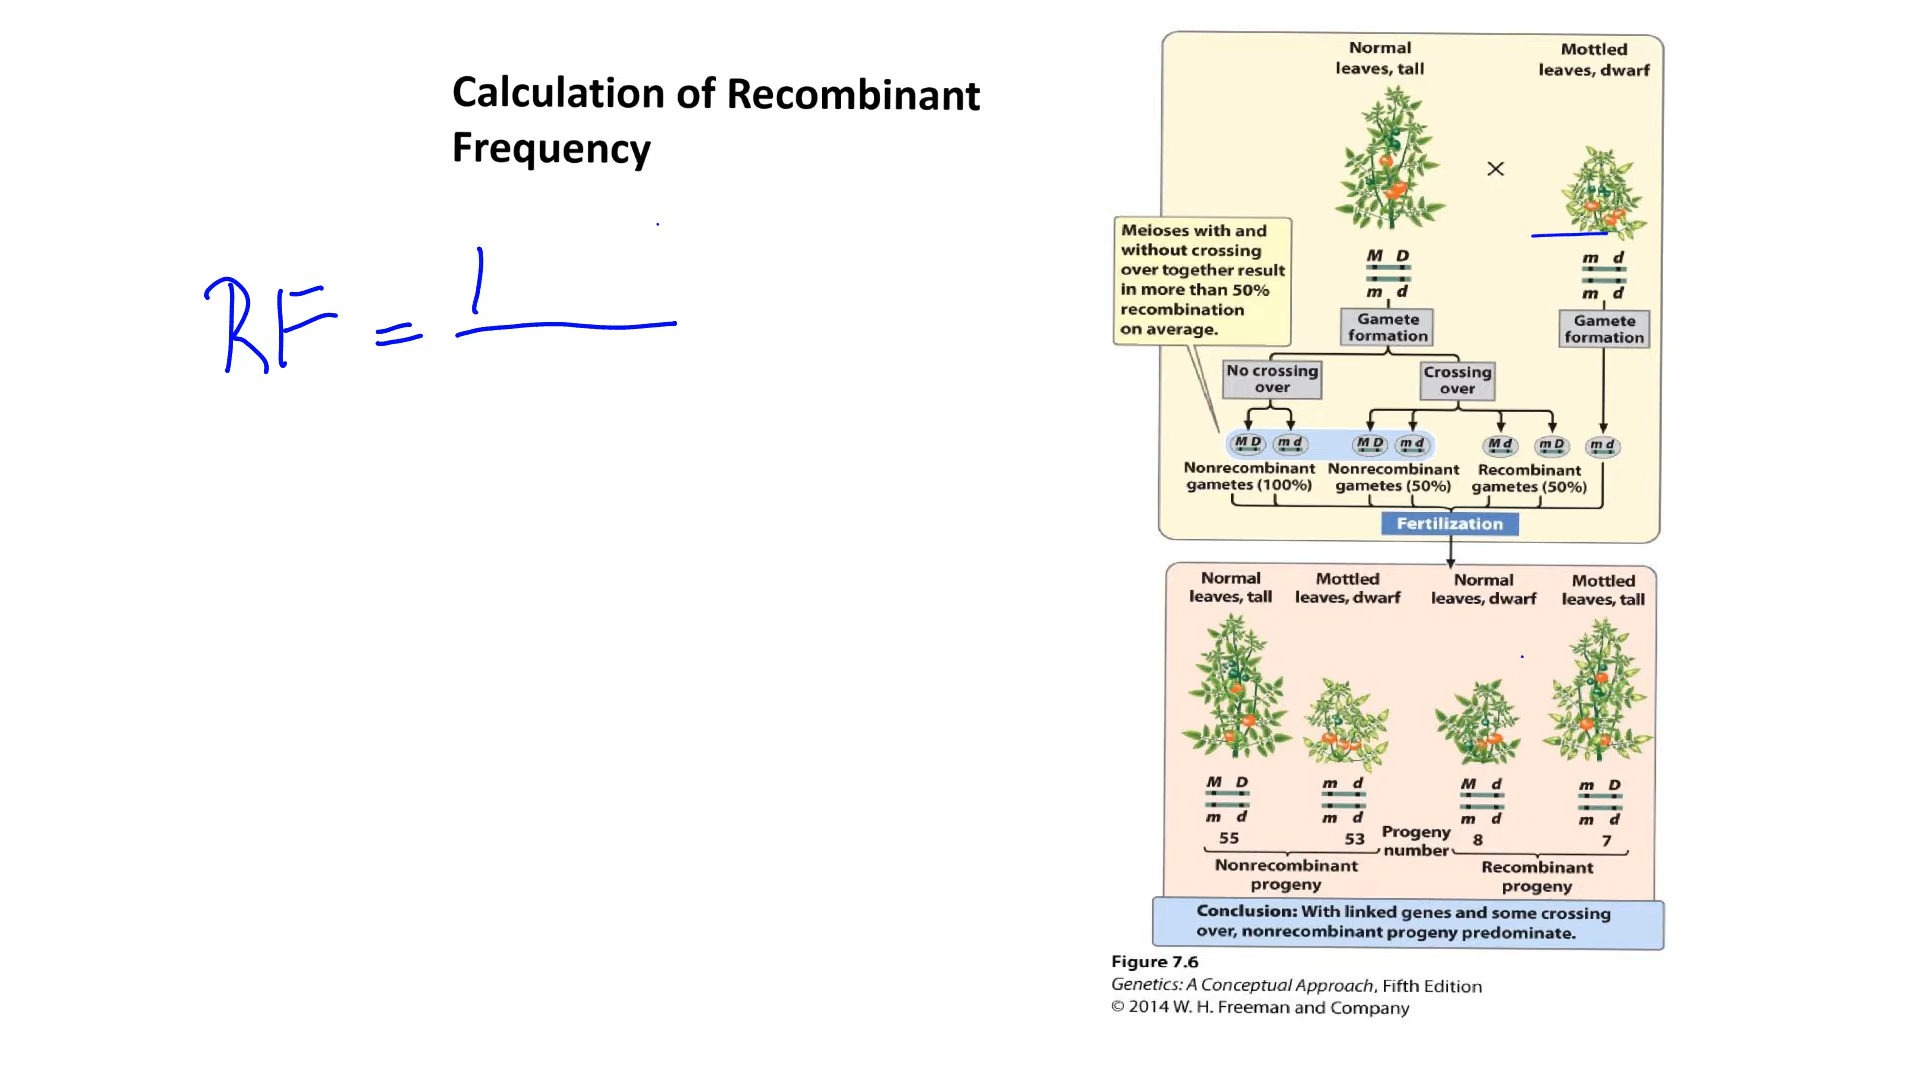 Calculation of Recombinant
Frequency
RF =
Normal
leaves, tall
Mottled
leaves, dwarf
×
Meioses with and
without crossing
over together result
in more than 50%
recombination
on average.
M D
m d
m d
m d
Gamete
formation
Gamete
formation
No crossing
over
Crossing
over
M D
m d
M D
m d
M d
m D
m d
Nonrecombinant
gametes (100%)
Nonrecombinant
gametes (50%)
Recombinant
gametes (50%)
Fertilization
Normal
leaves, tall
Mottled
leaves, dwarf
Normal
leaves, dwarf
Mottled
leaves, tall
M D
m d
55
m d
m d
53
Progeny
number
M d
m d
8
m D
m d
7
Nonrecombinant
progeny
Recombinant
progeny
Conclusion: With linked genes and some crossing
over, nonrecombinant progeny predominate.
Figure 7.6
Genetics: A Conceptual Approach, Fifth Edition
© 2014 W. H. Freeman and Company